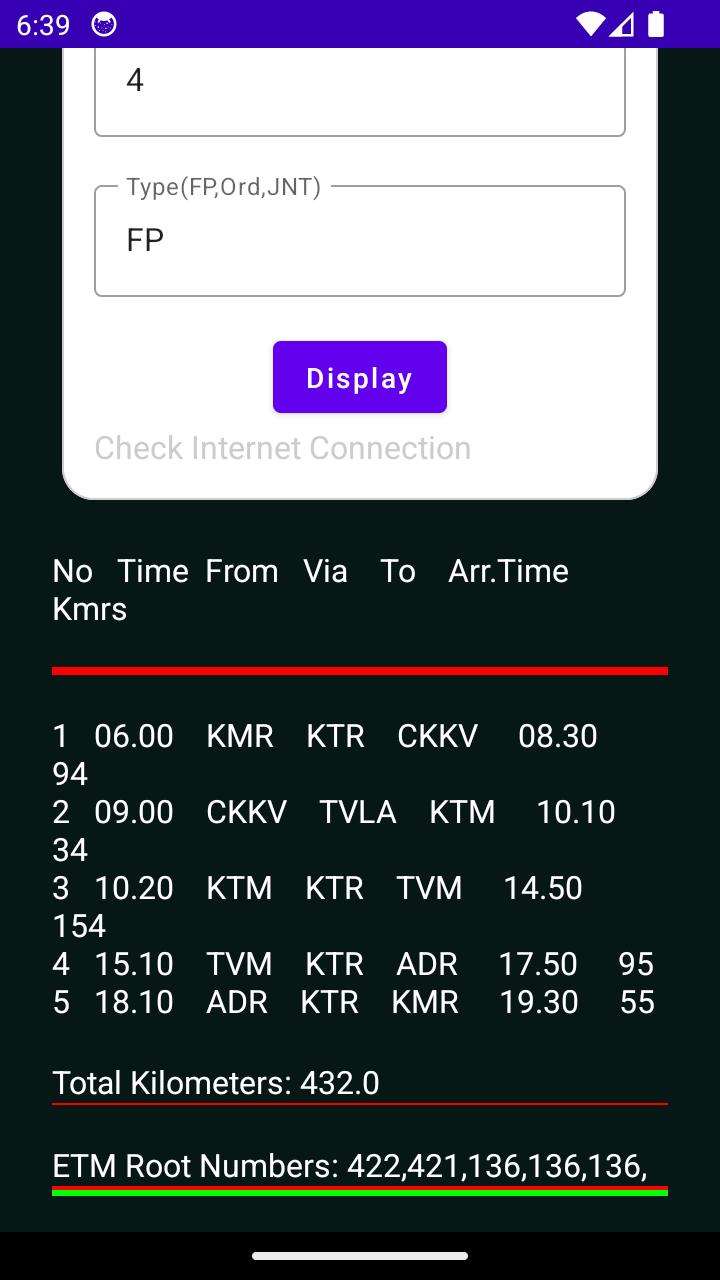 6:39
4
Type(FP,Ord,JNT)
FP
Display
Check Internet Connection
No Time From Via To Arr.Time
Kmrs
1 06.00 KMR KTR CKKV 08.30
94
2 09.00 CKKV TVLA KTM 10.10
34
3 10.20 KTM KTR TVM 14.50
154
4 15.10 TVM KTR ADR 17.50 95
5 18.10 ADR KTR KMR 19.30 55
Total Kilometers: 432.0
ETM Root Numbers: 422,421,136,136,136,